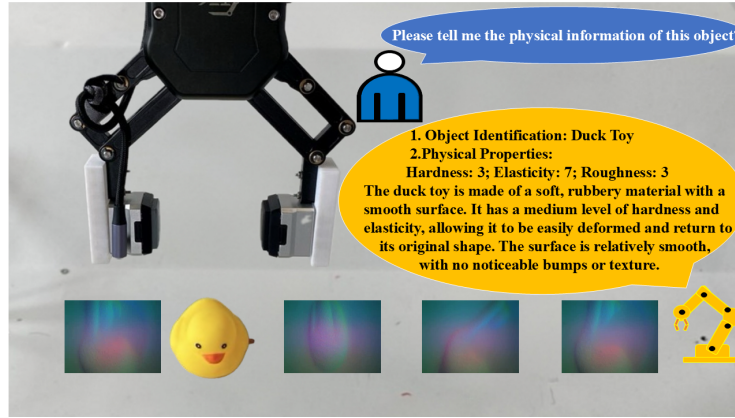 Please tell me the physical information of this object?
1. Object Identification: Duck Toy
2.Physical Properties:
Hardness: 3; Elasticity: 7; Roughness: 3
The duck toy is made of a soft, rubbery material with a
smooth surface. It has a medium level of hardness and
elasticity, allowing it to be easily deformed and return to
its original shape. The surface is relatively smooth,
with no noticeable bumps or texture.